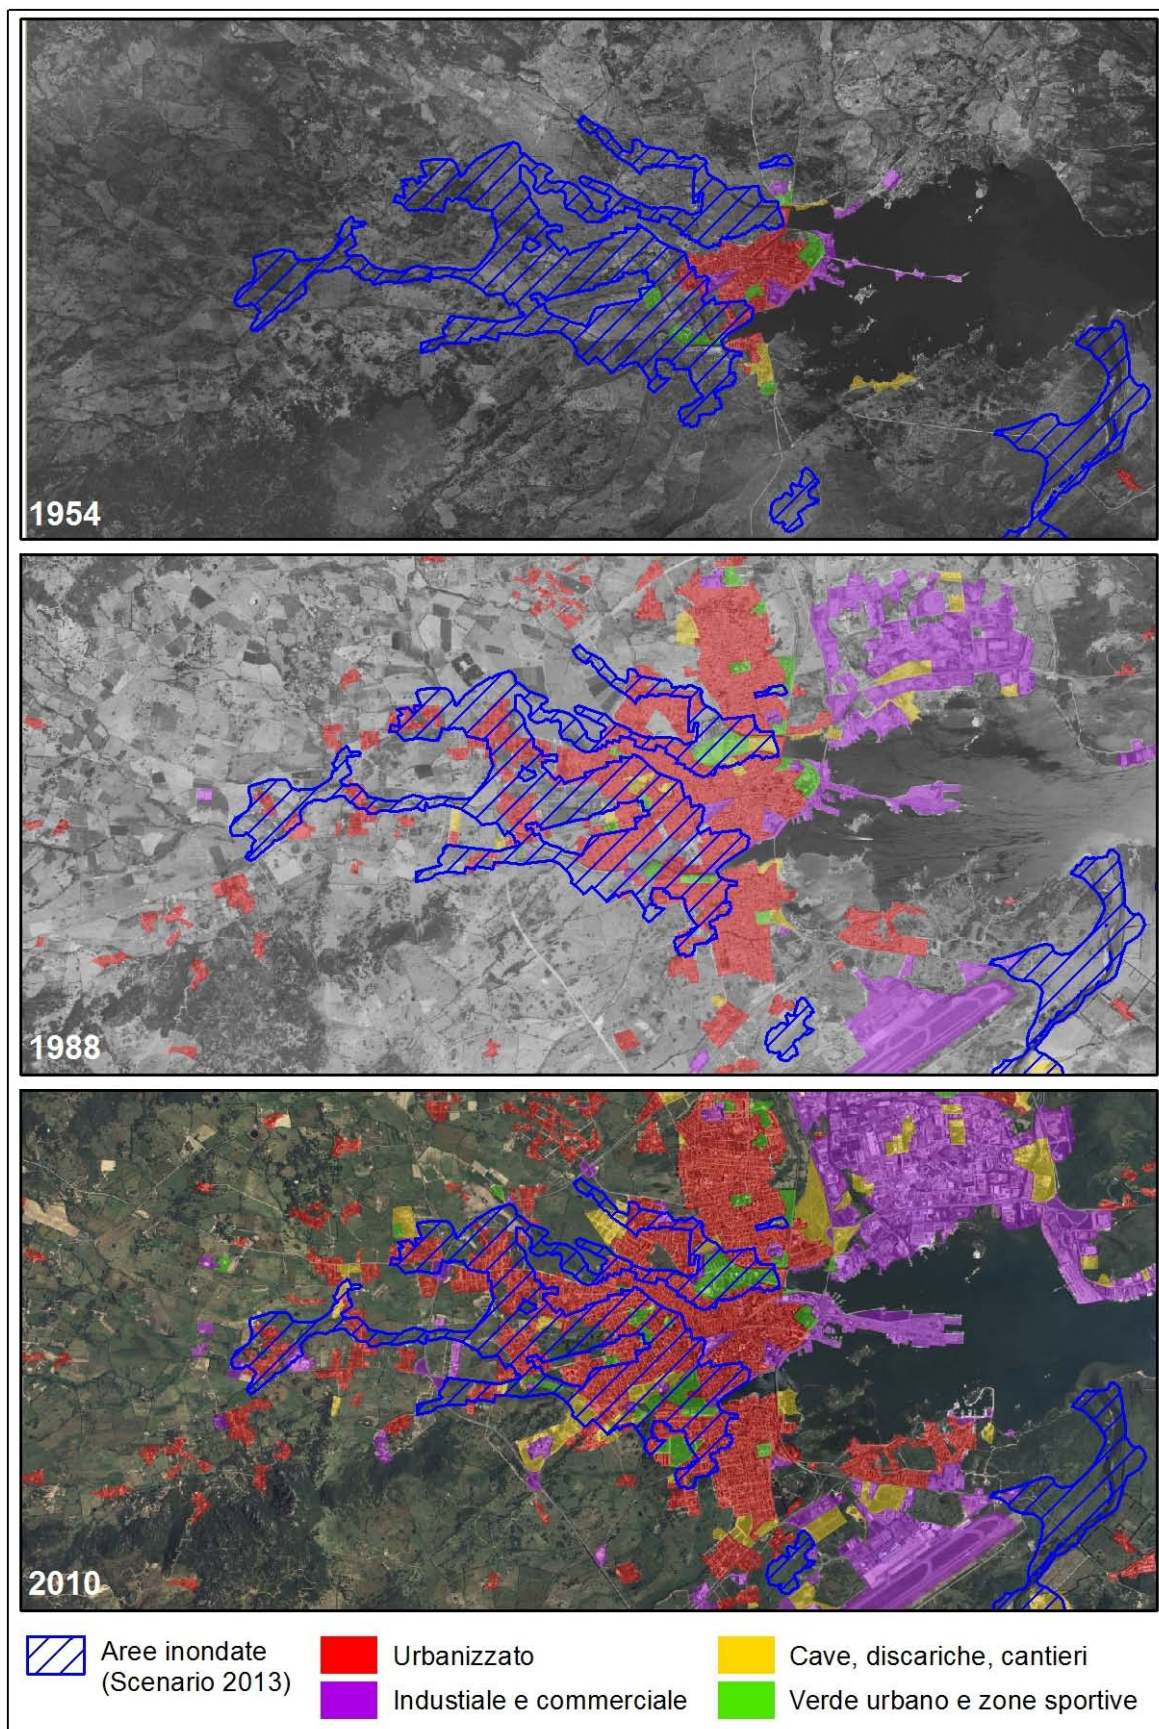 1954
1988
2010
Aree inondate
(Scenario 2013)
Urbanizzato
Industiale e commerciale
Cave, discariche, cantieri
Verde urbano e zone sportive